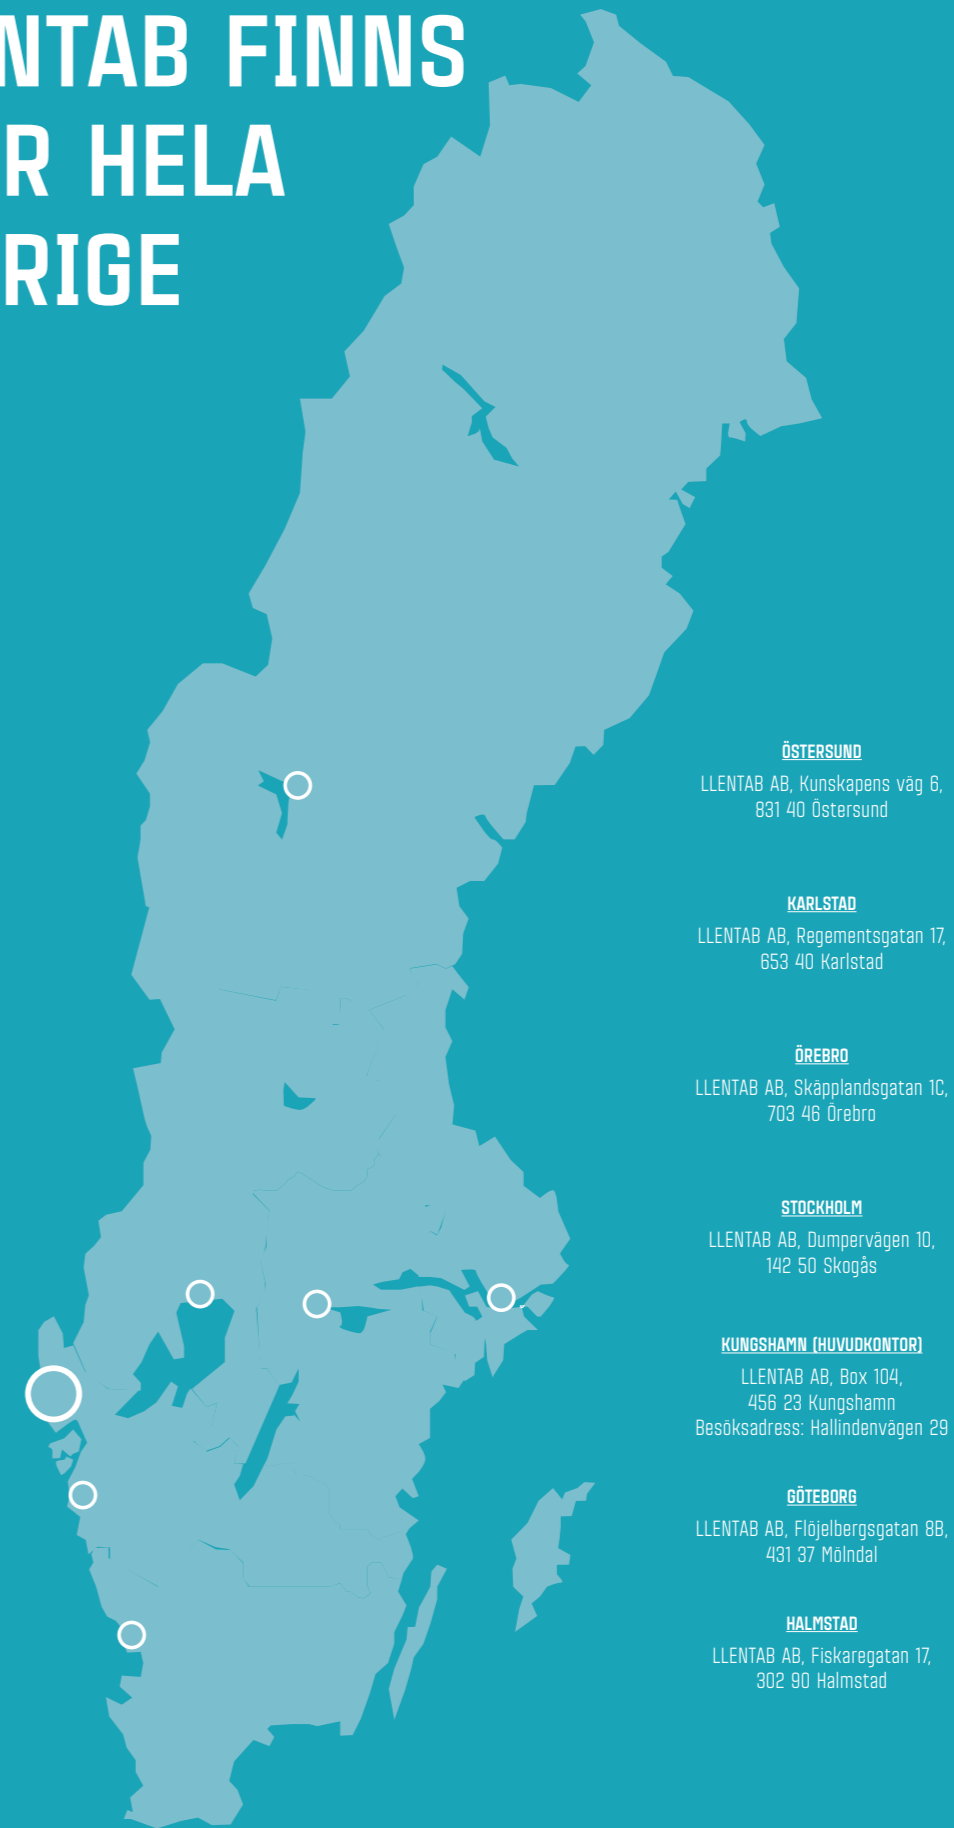 NTAB FINNS
R HELA
RIGE
ÖSTERSUND
LLENTAB AB, Kunskapens väg 6,
831 40 Östersund
KARLSTAD
LLENTAB AB, Regementsgatan 17,
653 40 Karlstad
ÖREBRO
LLENTAB AB, Skäpplandsgatan 1C,
703 46 Örebro
STOCKHOLM
LLENTAB AB, Dumpervägen 10,
142 50 Skogås
KUNGSHAMN (HUVUDKONTOR)
LLENTAB AB, Box 104,
456 23 Kungshamn
Besöksadress: Hallindenvägen 29
GÖTEBORG
LLENTAB AB, Flöjelbergsgatan 8B,
431 37 Mölndal
HALMSTAD
LLENTAB AB, Fiskaregatan 17,
302 90 Halmstad